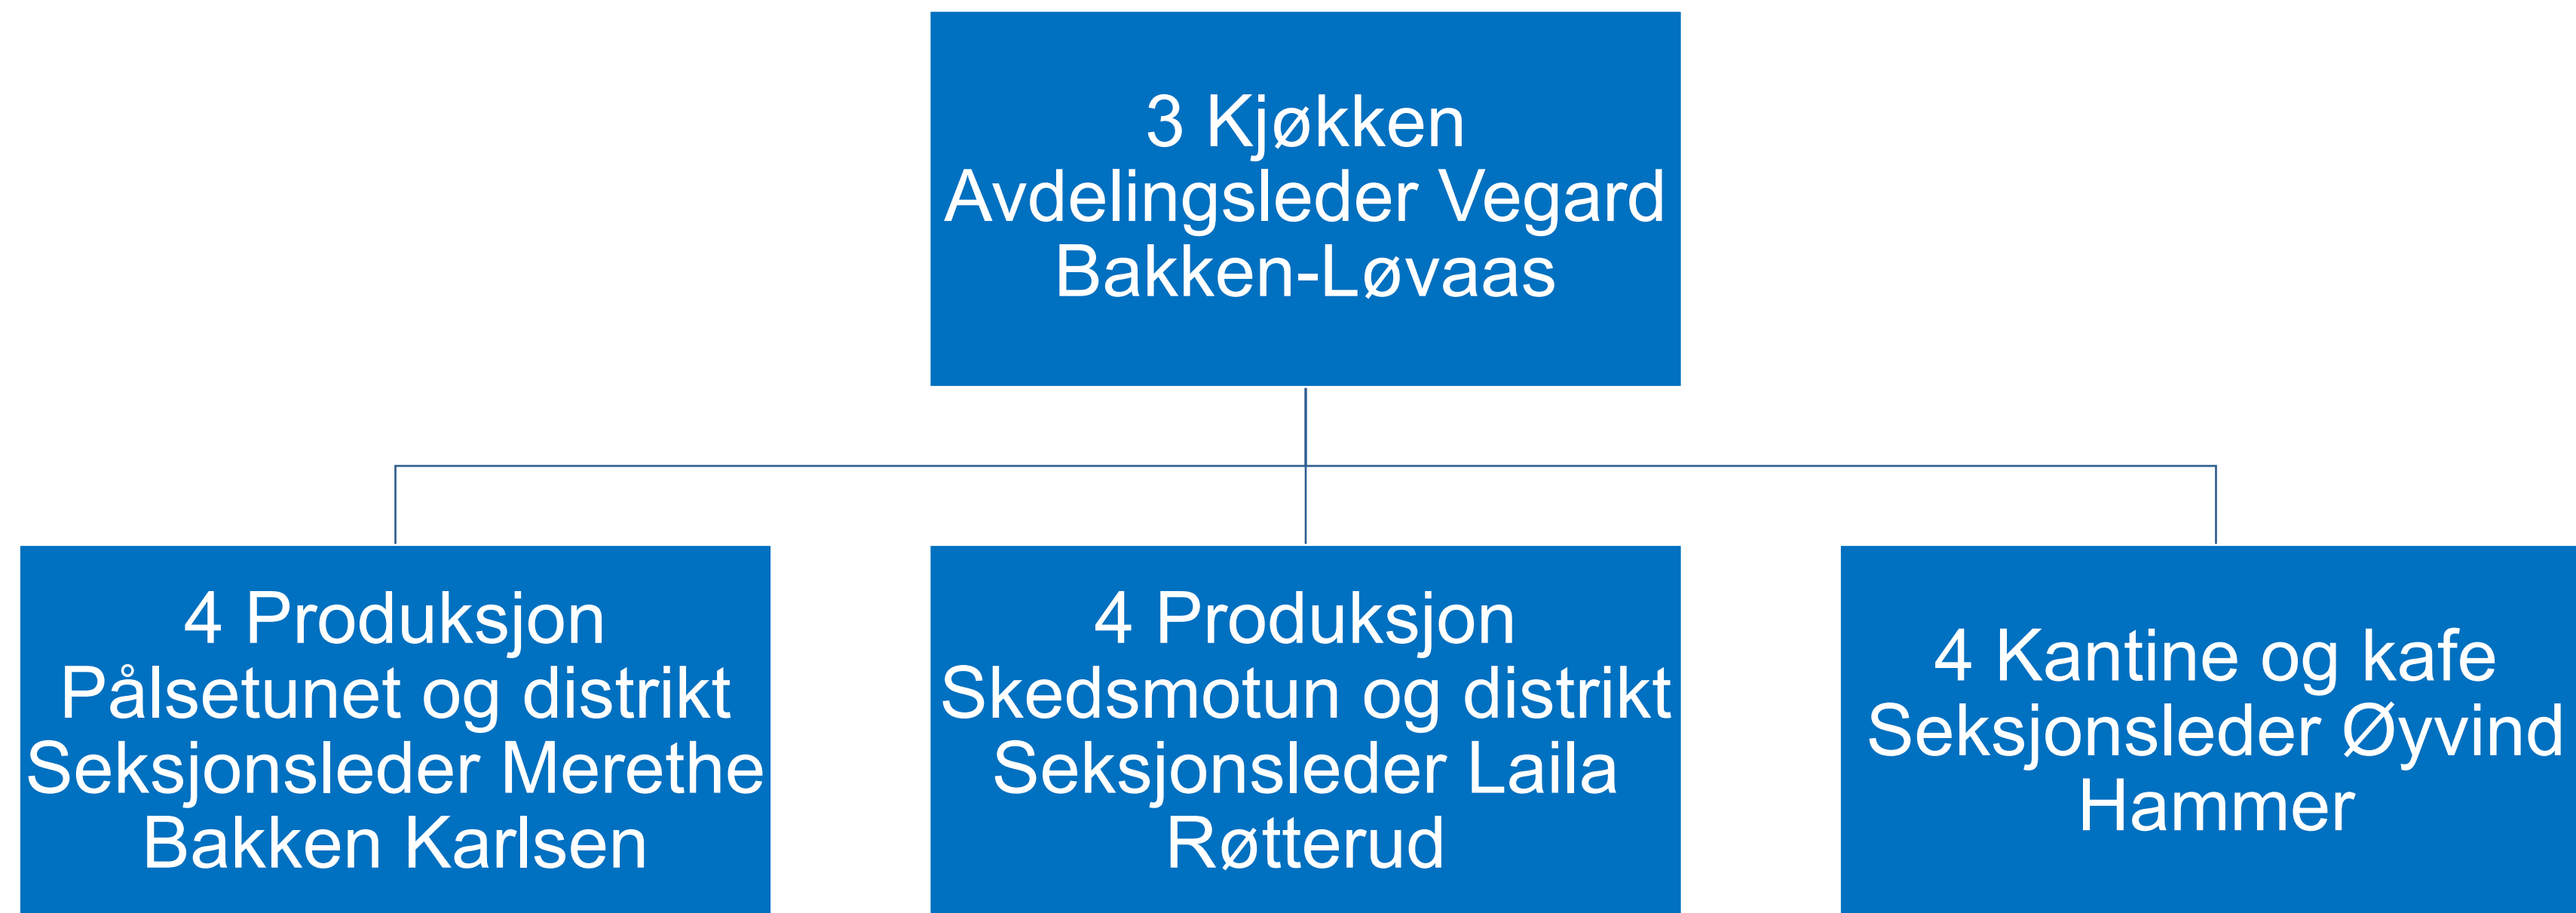 3 Kjøkken
Avdelingsleder Vegard
Bakken-Løvaas
4 Produksjon
Pålsetunet og distrikt
Seksjonsleder Merethe
Bakken Karlsen
4 Produksjon
Skedsmotun og distrikt
Seksjonsleder Laila
Røtterud
4 Kantine og kafe
Seksjonsleder Øyvind
Hammer